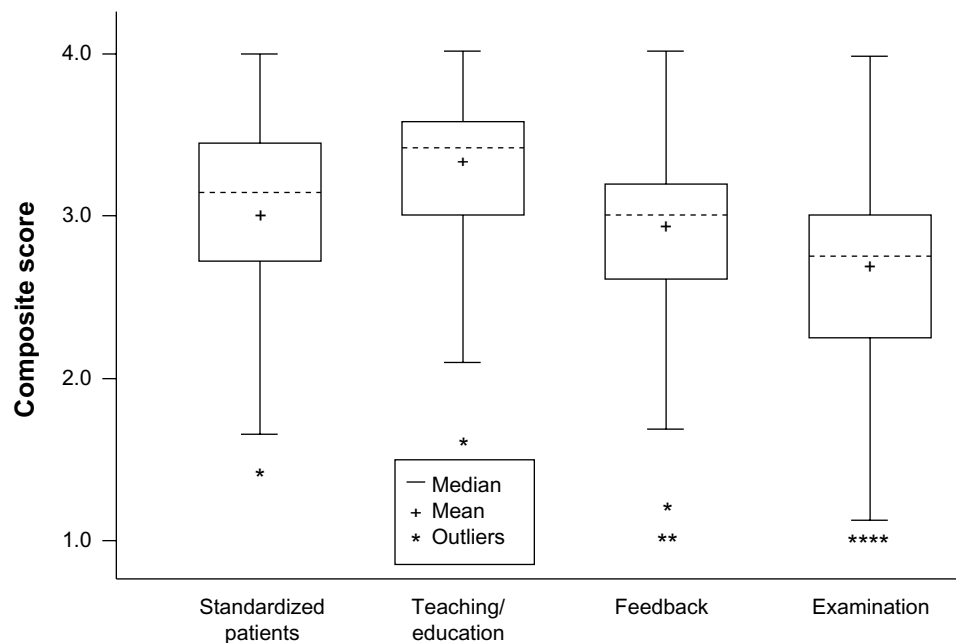 Composite score
4.0
3.0
2.0
1.0
Median
+ Mean
* Outliers
*
*
*
**
****
Standardized
patients
Teaching/
education
Feedback
Examination